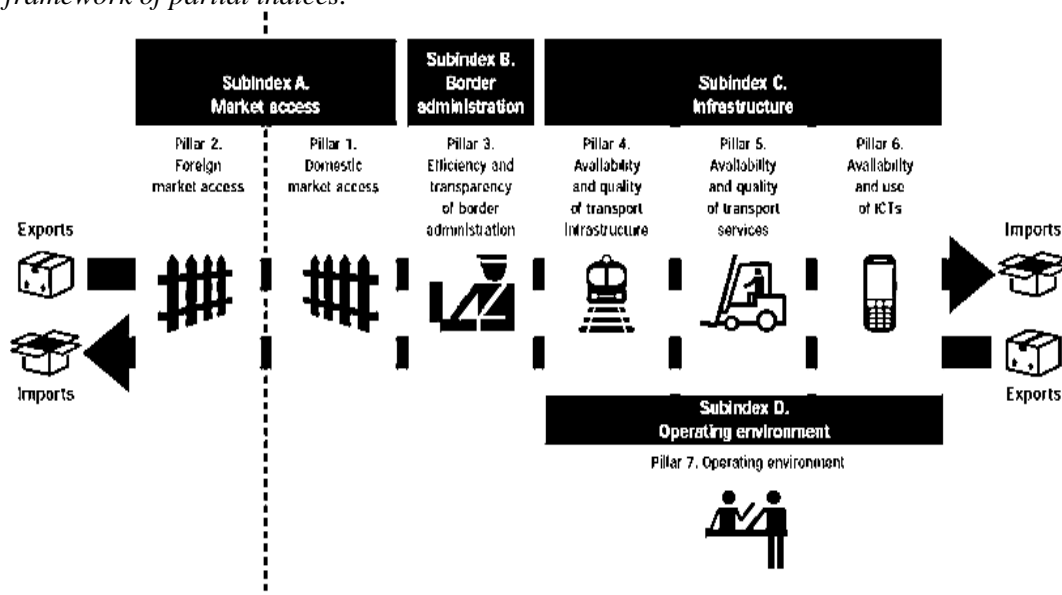 framework of partial indices.
Subindex A.
Market access
Subindex B.
Border
administration
Subindex C.
Infrastructure
Pillar 2.
Foreign
market access
Pillar 1.
Domestic
market access
Pillar 3.
Efficiency and
transparency
of border
administration
Pillar 4.
Availability
and quality
of transport
infrastructure
Pillar 5.
Availability
and quality
of transport
services
Pillar 6.
Availability
and use
of ICTs
Exports
Imports
Imports
Exports
Subindex D.
Operating environment
Pillar 7. Operating environment